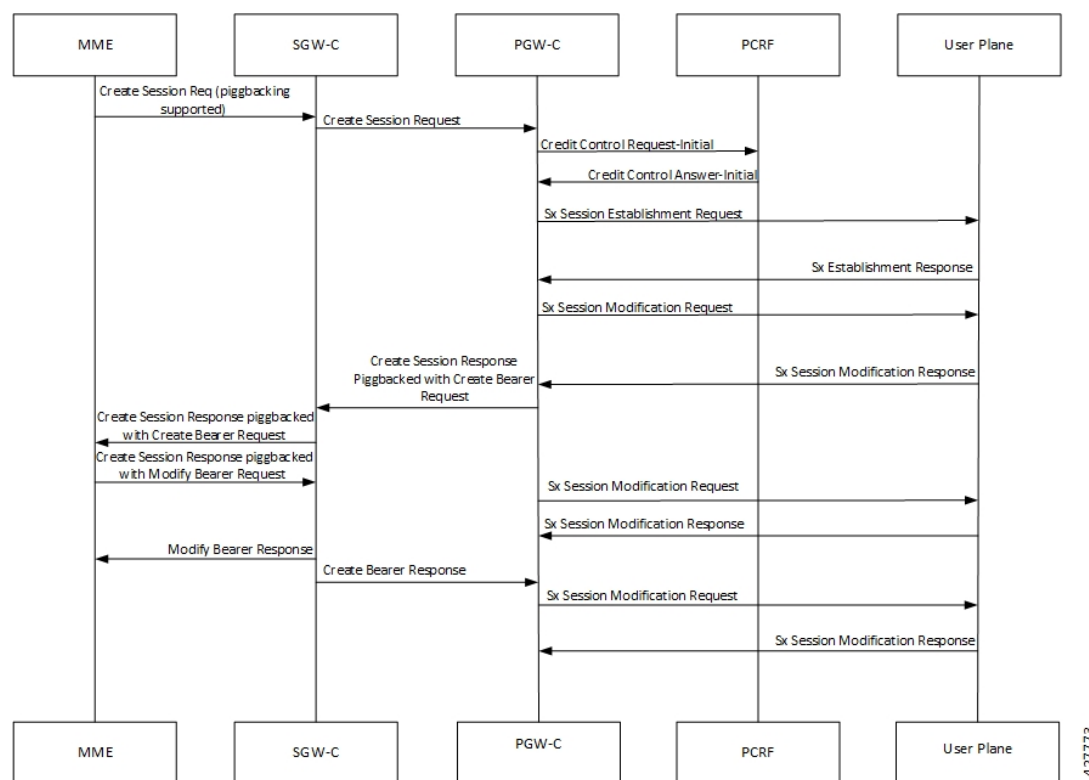 MME
SGW-C
PGW-C
PCRF
User Plane
Create Session Req (piggbacking
supported)
Create Session Request
Credit Control Request-Initial
Credit Control Answer-Initial
Sx Session Establishment Request
Sx Establishment Response
Sx Session Modification Request
Create Session Response
Piggbacked with Create Bearer
Request
Sx Session Modification Response
Create Session Response piggbacked
with Create Bearer Request
Create Session Response piggbacked
with Modify Bearer Request
Sx Session Modification Request
Sx Session Modification Response
Modify Bearer Response
Create Bearer Response
Sx Session Modification Request
Sx Session Modification Response
MME
SGW-C
PGW-C
PCRF
User Plane